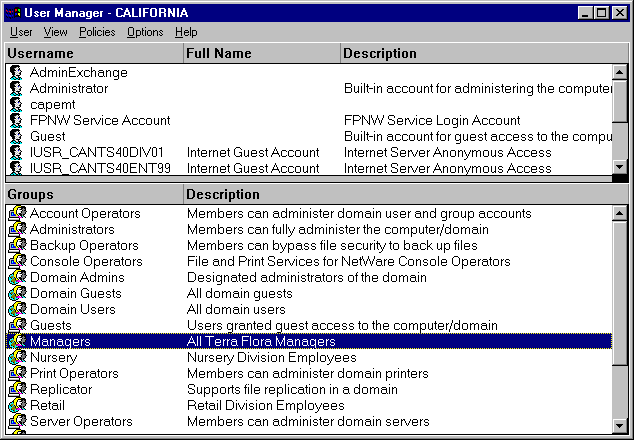 User Manager - CALIFORNIA
User View Policies Options Help
Username Full Name Description
AdminExchange
Administrator Built-in account for administering the computer
capemt
FPNW Service Account FPNW Service Login Account
Guest Built-in account for guest access to the compu
IUSR_CANTS40DIV01 Internet Guest Account Internet Server Anonymous Access
IUSR_CANTS40ENT99 Internet Guest Account Internet Server Anonymous Access
Groups Description
Account Operators Members can administer domain user and group accounts
Administrators Members can fully administer the computer/domain
Backup Operators Members can bypass file security to back up files
Console Operators File and Print Services for NetWare Console Operators
Domain Admins Designated administrators of the domain
Domain Guests All domain guests
Domain Users All domain users
Guests Users granted guest access to the computer/domain
Managers All Terra Flora Managers
Nursery Nursery Division Employees
Print Operators Members can administer domain printers
Replicator Supports file replication in a domain
Retail Retail Division Employees
Server Operators Members can administer domain servers